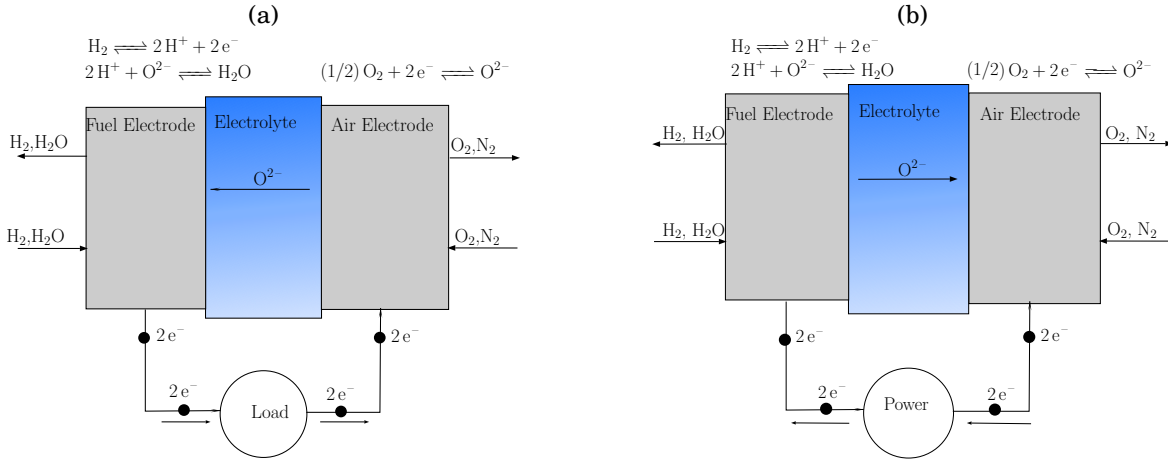 (a)
H₂ ⇌ 2 H⁺ + 2 e⁻
2 H⁺ + O²⁻ ⇌ H₂O
(1/2) O₂ + 2 e⁻ ⇌ O²⁻
Fuel Electrode
Electrolyte
Air Electrode
H₂,H₂O
O₂,N₂
O²⁻
H₂,H₂O
O₂,N₂
2 e⁻
2 e⁻
2 e⁻
2 e⁻
Load
(b)
H₂ ⇌ 2 H⁺ + 2 e⁻
2 H⁺ + O²⁻ ⇌ H₂O
(1/2) O₂ + 2 e⁻ ⇌ O²⁻
Fuel Electrode
Electrolyte
Air Electrode
H₂, H₂O
O₂, N₂
O²⁻
H₂, H₂O
O₂, N₂
2 e⁻
2 e⁻
2 e⁻
2 e⁻
Power